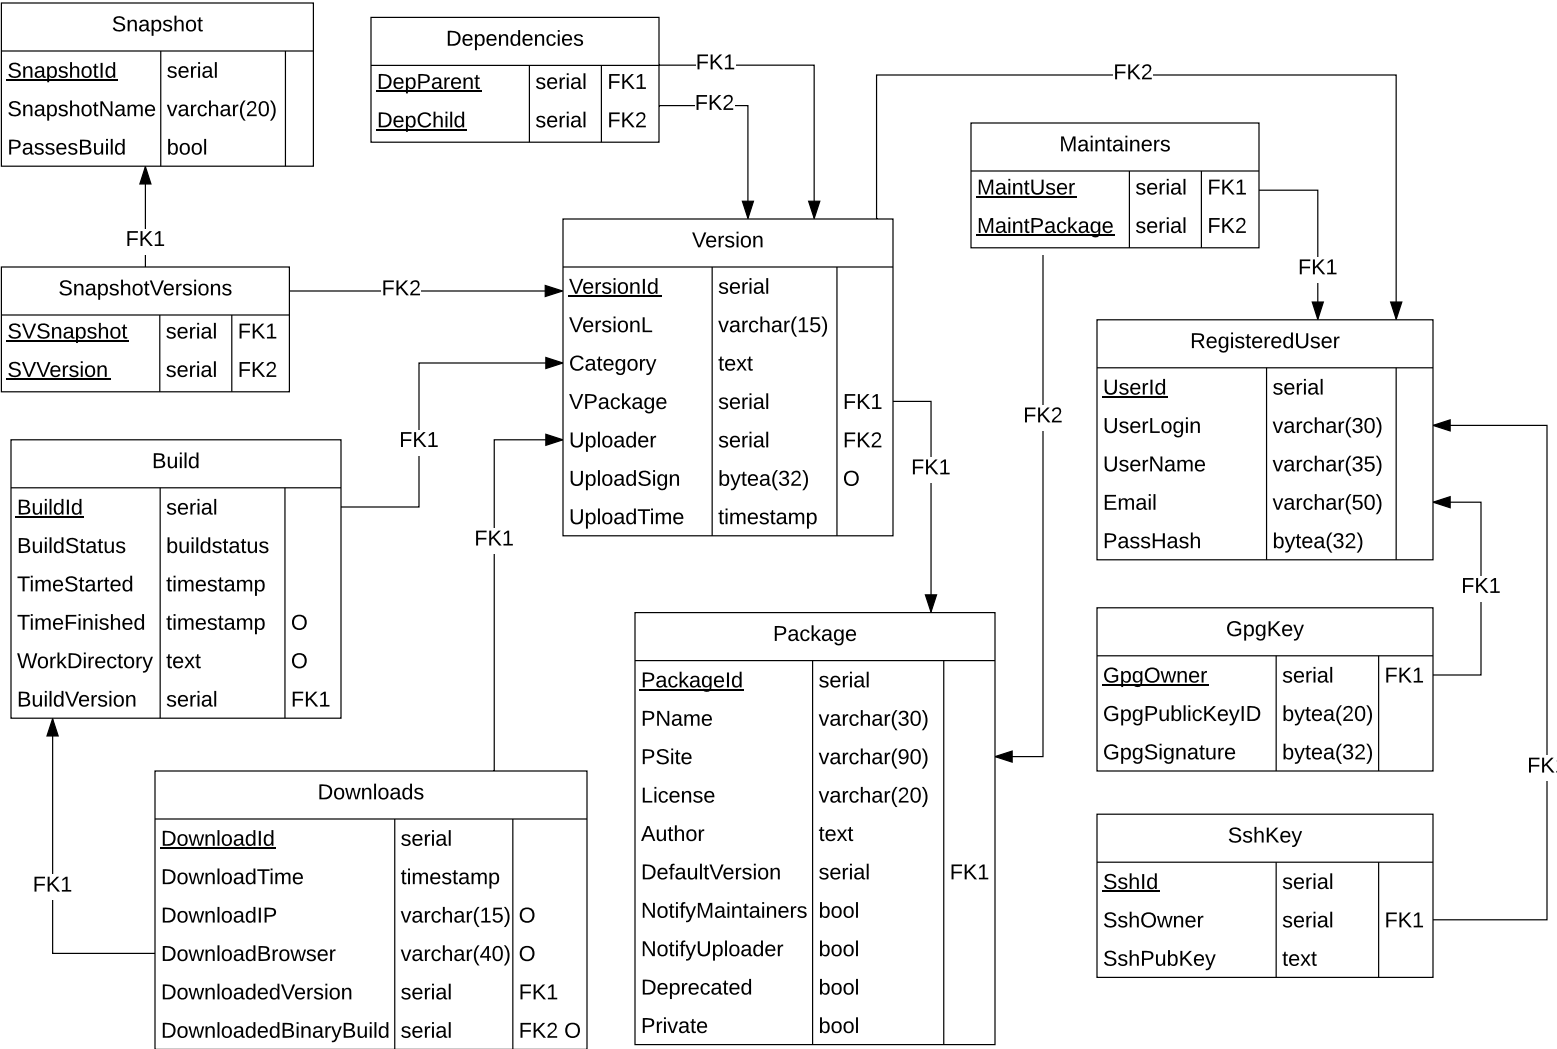 Snapshot
SnapshotId serial
SnapshotName varchar(20)
PassesBuild bool
Dependencies
DepParent serial FK1
DepChild serial FK2
FK1
FK2
FK2
Maintainers
MaintUser serial FK1
MaintPackage serial FK2
FK1
FK1
SnapshotVersions
SVSnapshot serial FK1
SVVersion serial FK2
FK2
Version
VersionId serial
VersionL varchar(15)
Category text
VPackage serial FK1
Uploader serial FK2
UploadSign bytea(32) O
UploadTime timestamp
RegisteredUser
UserId serial
UserLogin varchar(30)
UserName varchar(35)
Email varchar(50)
PassHash bytea(32)
FK1
FK1
FK1
FK2
FK1
Build
BuildId serial
BuildStatus buildstatus
TimeStarted timestamp
TimeFinished timestamp O
WorkDirectory text O
BuildVersion serial FK1
Package
PackageId serial
PName varchar(30)
PSite varchar(90)
License varchar(20)
Author text
DefaultVersion serial FK1
NotifyMaintainers bool
NotifyUploader bool
Deprecated bool
Private bool
GpgKey
GpgOwner serial FK1
GpgPublicKeyID bytea(20)
GpgSignature bytea(32)
FK1
Downloads
DownloadId serial
DownloadTime timestamp
DownloadIP varchar(15) O
DownloadBrowser varchar(40) O
DownloadedVersion serial FK1
DownloadedBinaryBuild serial FK2 O
FK1
SshKey
SshId serial
SshOwner serial FK1
SshPubKey text